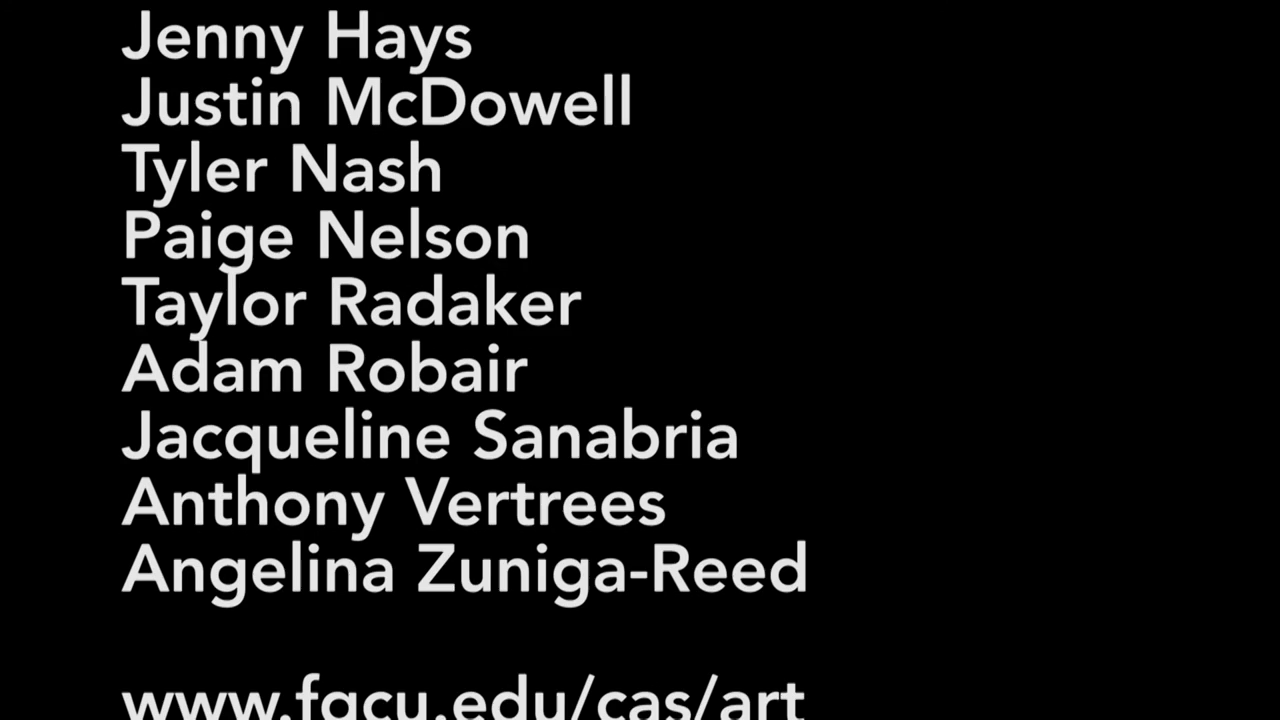 Jenny Hays
Justin McDowell
Tyler Nash
Paige Nelson
Taylor Radaker
Adam Robair
Jacqueline Sanabria
Anthony Vertrees
Angelina Zuniga-Reed
www.fgcu.edu/cas/art